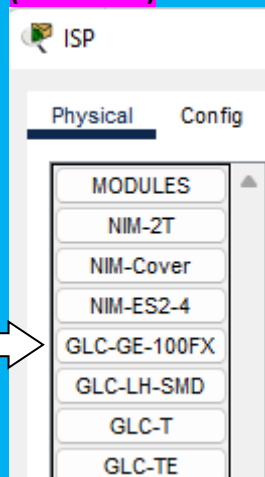 ISP
Physical Config
MODULES
NIM-2T
NIM-Cover
NIM-ES2-4
GLC-GE-100FX
GLC-LH-SMD
GLC-T
GLC-TE